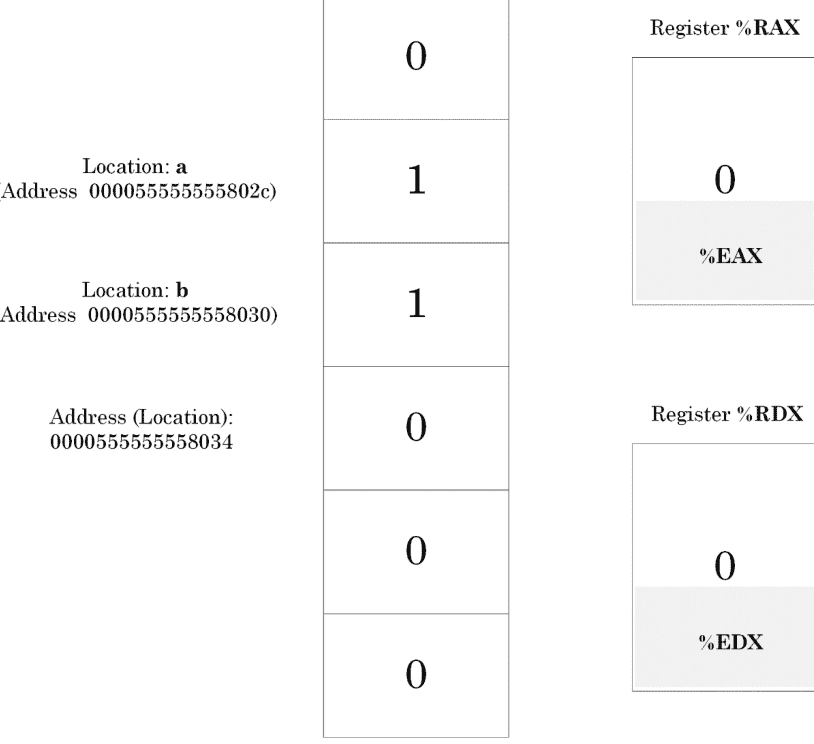 0
Register %RAX
Location: a
(Address 000055555555802c)
1
0
%EAX
Location: b
Address 0000555555558030)
1
Address (Location):
0000555555558034
0
Register %RDX
0
0
%EDX
0